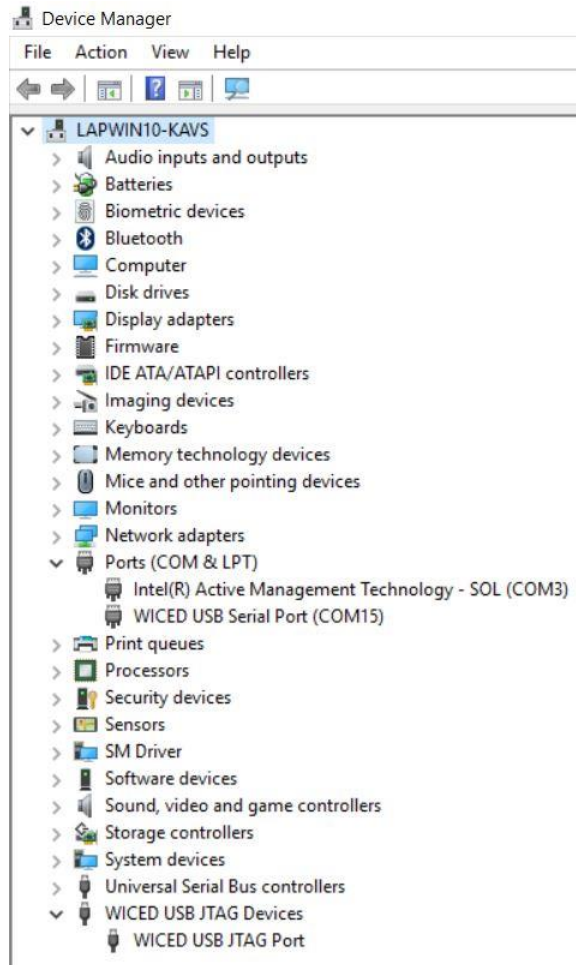 Device Manager
File Action View Help
LAPWIN10-KAVS
Audio inputs and outputs
Batteries
Biometric devices
Bluetooth
Computer
Disk drives
Display adapters
Firmware
IDE ATA/ATAPI controllers
Imaging devices
Keyboards
Memory technology devices
Mice and other pointing devices
Monitors
Network adapters
Ports (COM & LPT)
Intel(R) Active Management Technology - SOL (COM3)
WICED USB Serial Port (COM15)
Print queues
Processors
Security devices
Sensors
SM Driver
Software devices
Sound, video and game controllers
Storage controllers
System devices
Universal Serial Bus controllers
WICED USB JTAG Devices
WICED USB JTAG Port